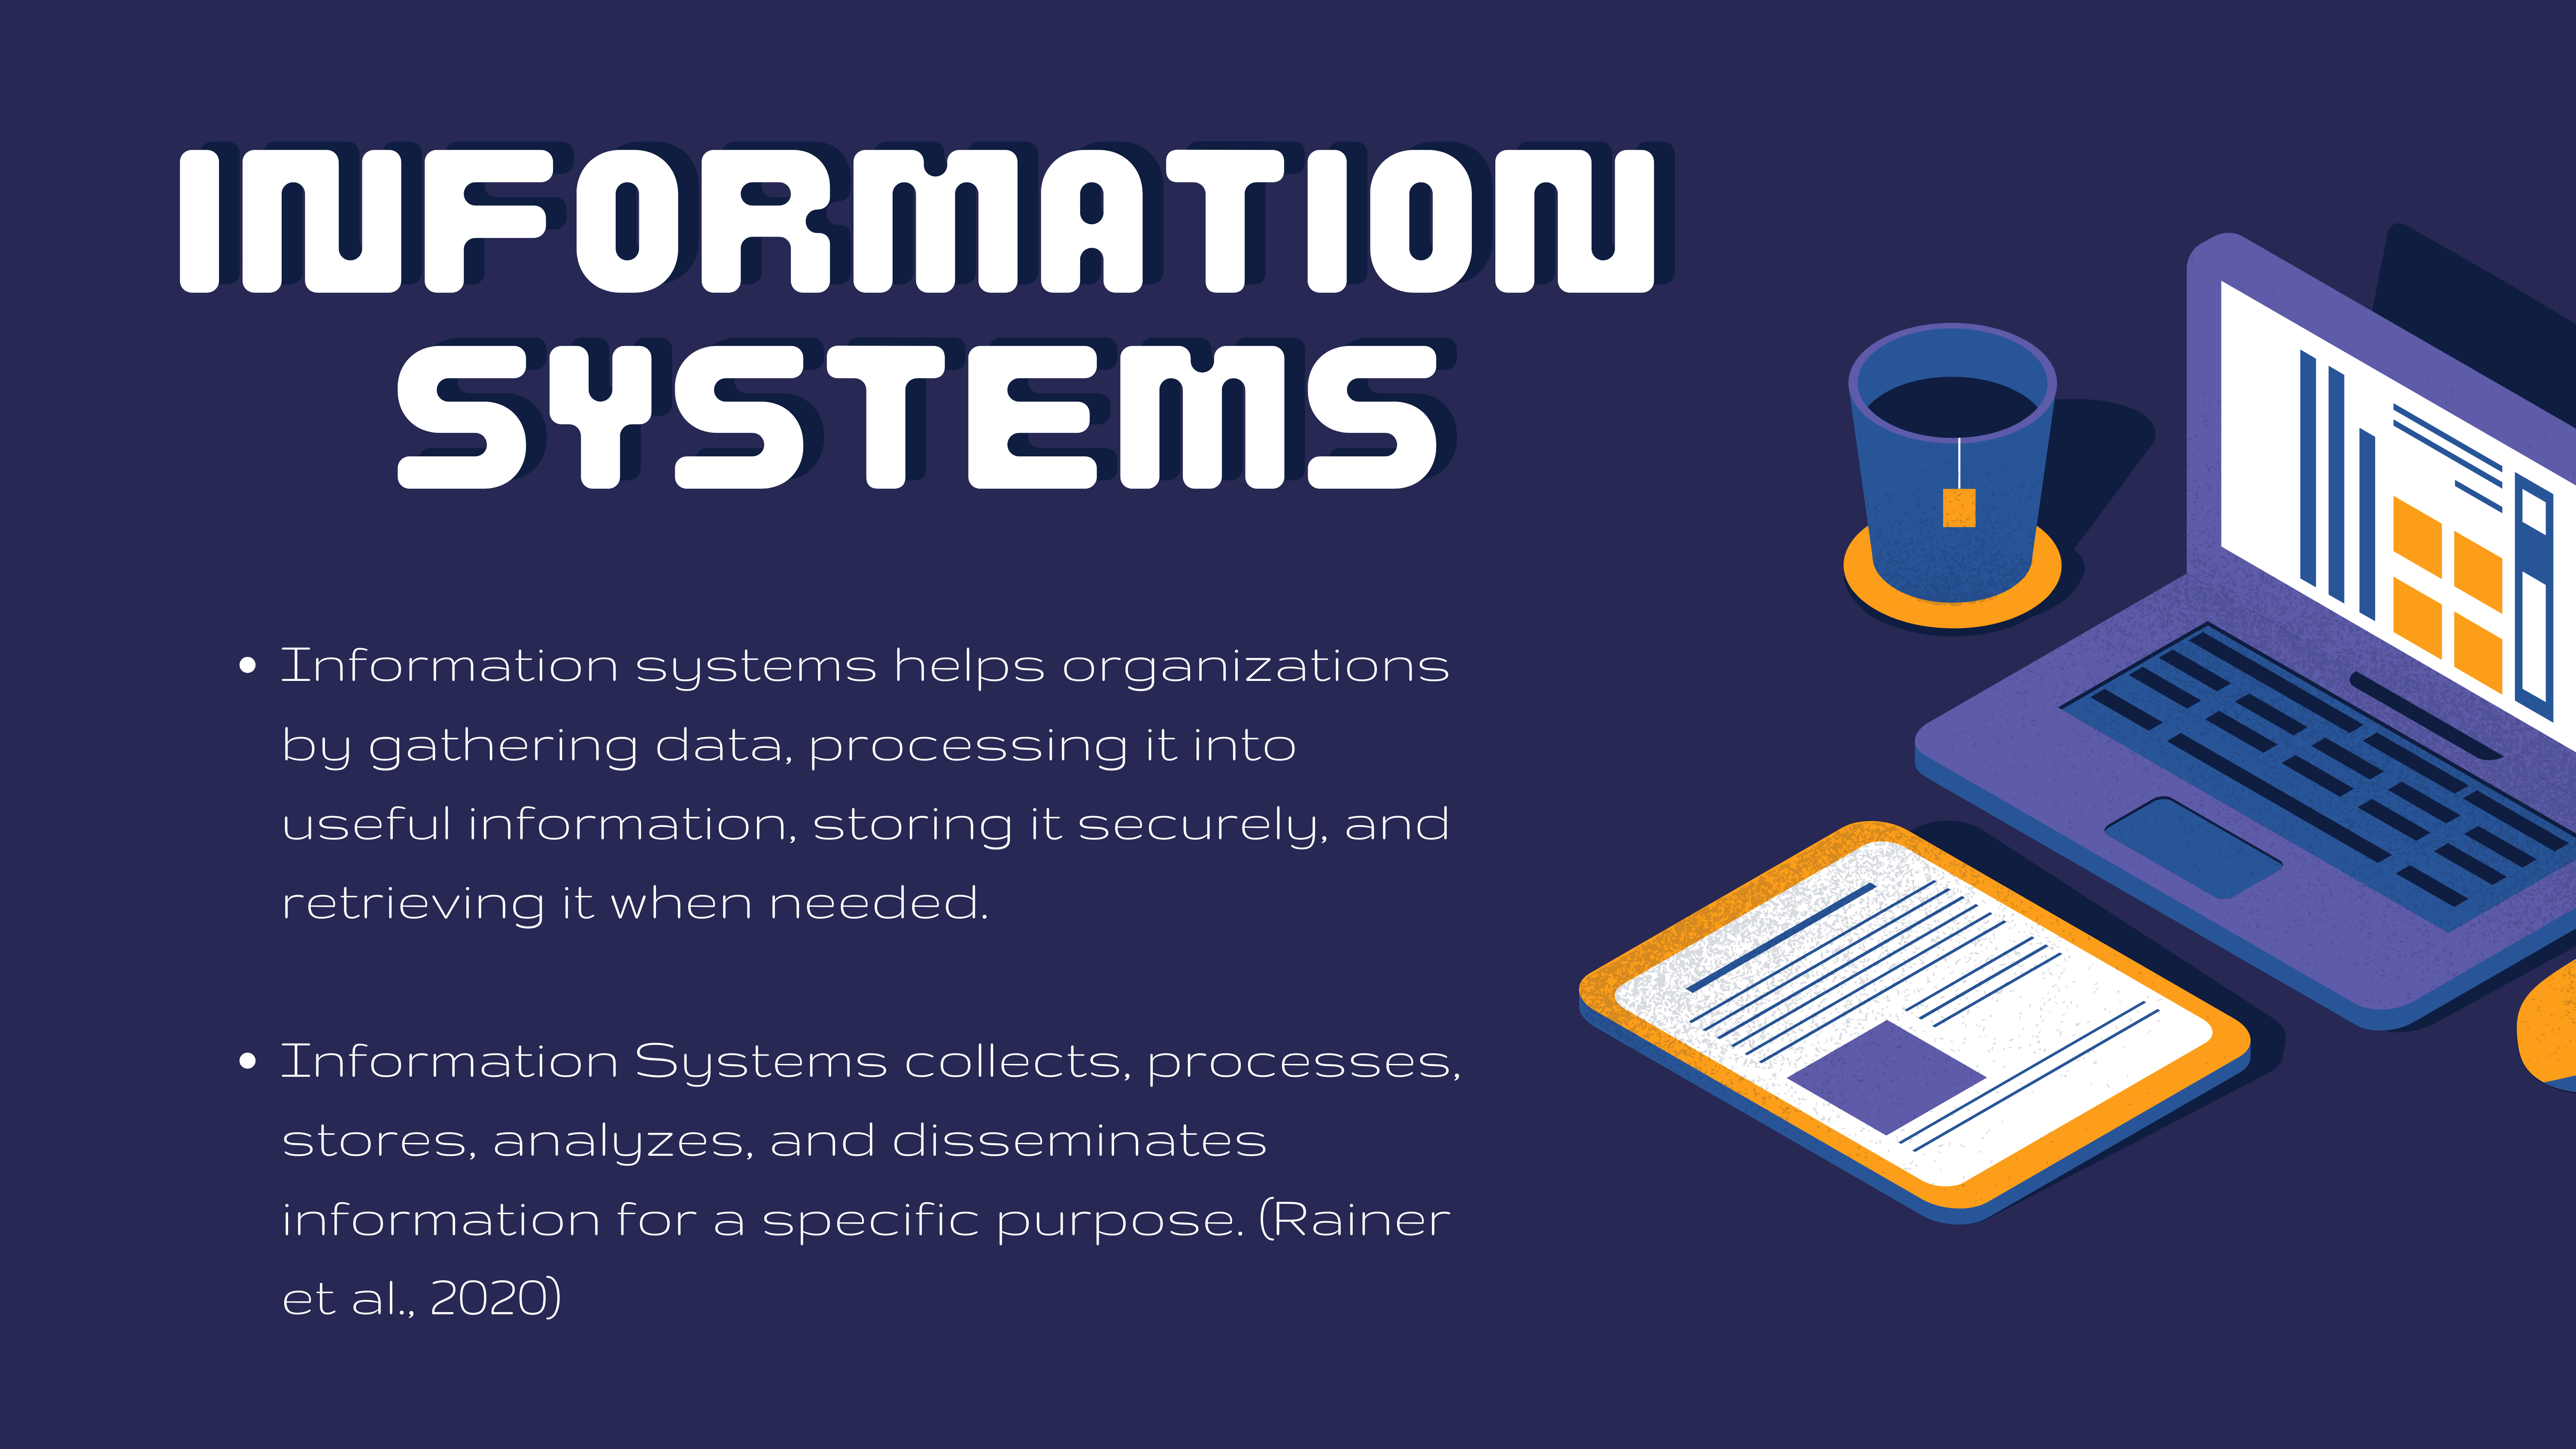 INFORMATION
SYSTEMS
• Information systems helps organizations
by gathering data, processing it into
useful information, storing it securely, and
retrieving it when needed.
• Information Systems collects, processes,
stores, analyzes, and disseminates
information for a specific purpose. (Rainer
et al., 2020)